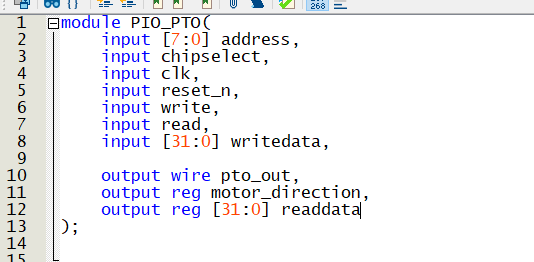 1 module PIO_PTO(
2 input [7:0] address,
3 input chipselect,
4 input clk,
5 input reset_n,
6 input write,
7 input read,
8 input [31:0] writedata,
9
10 output wire pto_out,
11 output reg motor_direction,
12 output reg [31:0] readdata
13 );
14
15
268